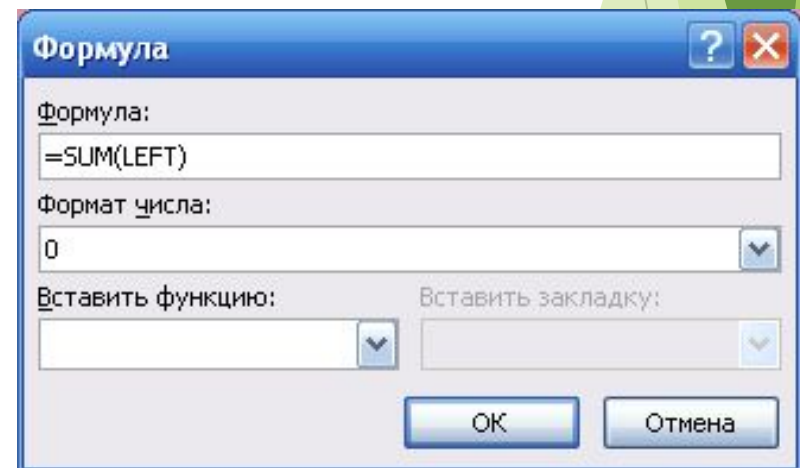 Формула
Формула:
=SUM(LEFT)
Формат числа:
0
Вставить функцию: Вставить закладку:
ОК Отмена